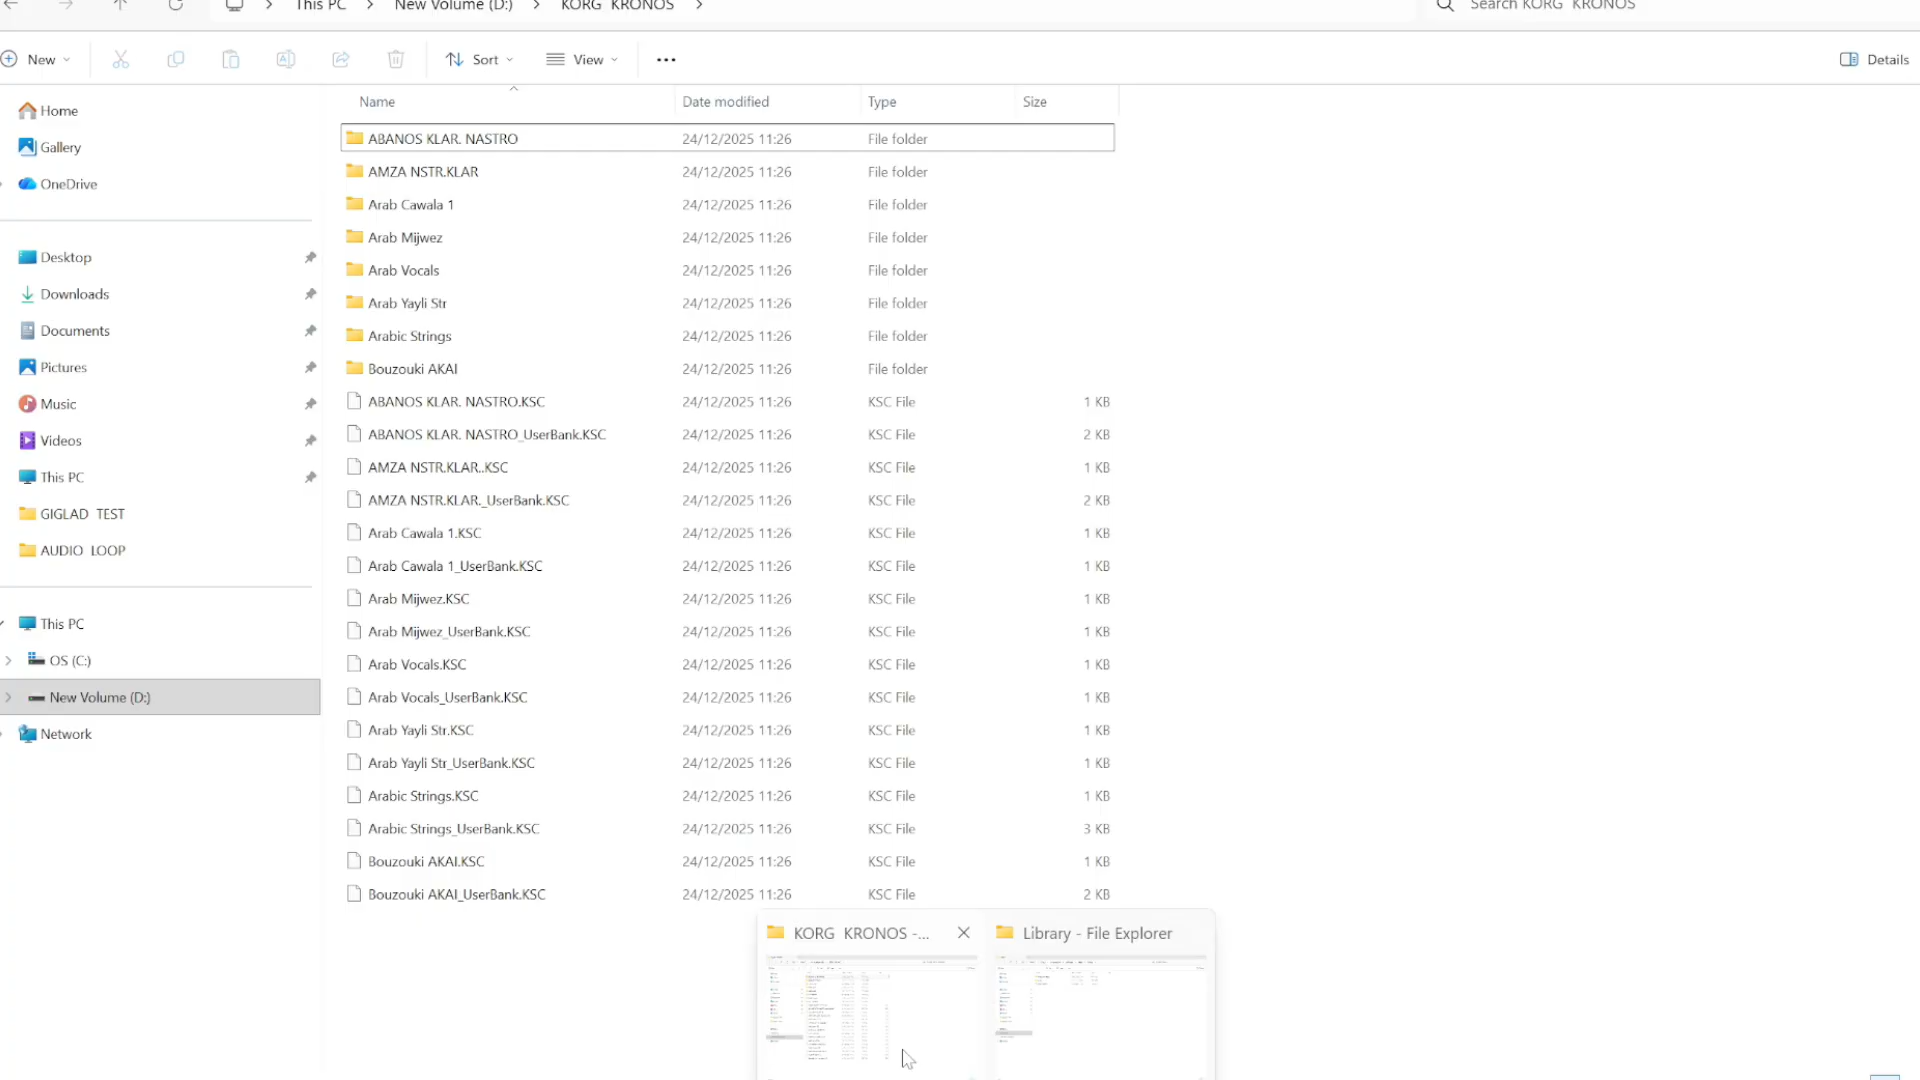 This PC > New Volume (D:) > KORG KRONOS >
Search KORG KRONOS
New
Sort
View
Details
Name
Date modified
Type
Size
Home
Gallery
OneDrive
Desktop
Downloads
Documents
Pictures
Music
Videos
This PC
GIGLAD TEST
AUDIO LOOP
This PC
OS (C:)
New Volume (D:)
Network
ABANOS KLAR. NASTRO 24/12/2025 11:26 File folder
AMZA NSTR.KLAR 24/12/2025 11:26 File folder
Arab Cawala 1 24/12/2025 11:26 File folder
Arab Mijwez 24/12/2025 11:26 File folder
Arab Vocals 24/12/2025 11:26 File folder
Arab Yayli Str 24/12/2025 11:26 File folder
Arabic Strings 24/12/2025 11:26 File folder
Bouzouki AKAI 24/12/2025 11:26 File folder
ABANOS KLAR. NASTRO.KSC 24/12/2025 11:26 KSC File 1 KB
ABANOS KLAR. NASTRO_UserBank.KSC 24/12/2025 11:26 KSC File 2 KB
AMZA NSTR.KLAR..KSC 24/12/2025 11:26 KSC File 1 KB
AMZA NSTR.KLAR._UserBank.KSC 24/12/2025 11:26 KSC File 2 KB
Arab Cawala 1.KSC 24/12/2025 11:26 KSC File 1 KB
Arab Cawala 1_UserBank.KSC 24/12/2025 11:26 KSC File 1 KB
Arab Mijwez.KSC 24/12/2025 11:26 KSC File 1 KB
Arab Mijwez_UserBank.KSC 24/12/2025 11:26 KSC File 1 KB
Arab Vocals.KSC 24/12/2025 11:26 KSC File 1 KB
Arab Vocals_UserBank.KSC 24/12/2025 11:26 KSC File 1 KB
Arab Yayli Str.KSC 24/12/2025 11:26 KSC File 1 KB
Arab Yayli Str_UserBank.KSC 24/12/2025 11:26 KSC File 1 KB
Arabic Strings.KSC 24/12/2025 11:26 KSC File 1 KB
Arabic Strings_UserBank.KSC 24/12/2025 11:26 KSC File 3 KB
Bouzouki AKAI.KSC 24/12/2025 11:26 KSC File 1 KB
Bouzouki AKAI_UserBank.KSC 24/12/2025 11:26 KSC File 2 KB
KORG KRONOS -...
Library - File Explorer